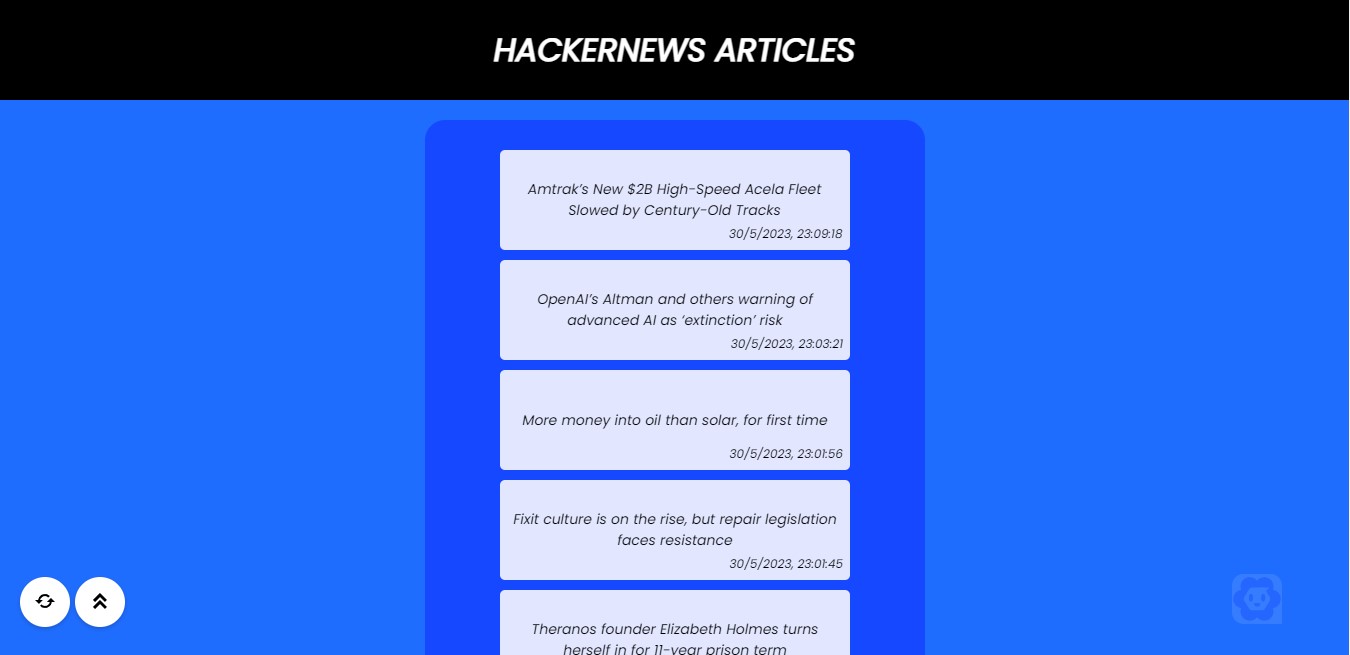 HACKERNEWS ARTICLES
Amtrak’s New $2B High-Speed Acela Fleet
Slowed by Century-Old Tracks
30/5/2023, 23:09:18
OpenAI’s Altman and others warning of
advanced AI as ‘extinction’ risk
30/5/2023, 23:03:21
More money into oil than solar, for first time
30/5/2023, 23:01:56
Fixit culture is on the rise, but repair legislation
faces resistance
30/5/2023, 23:01:45
Theranos founder Elizabeth Holmes turns
herself in for 11-year prison term